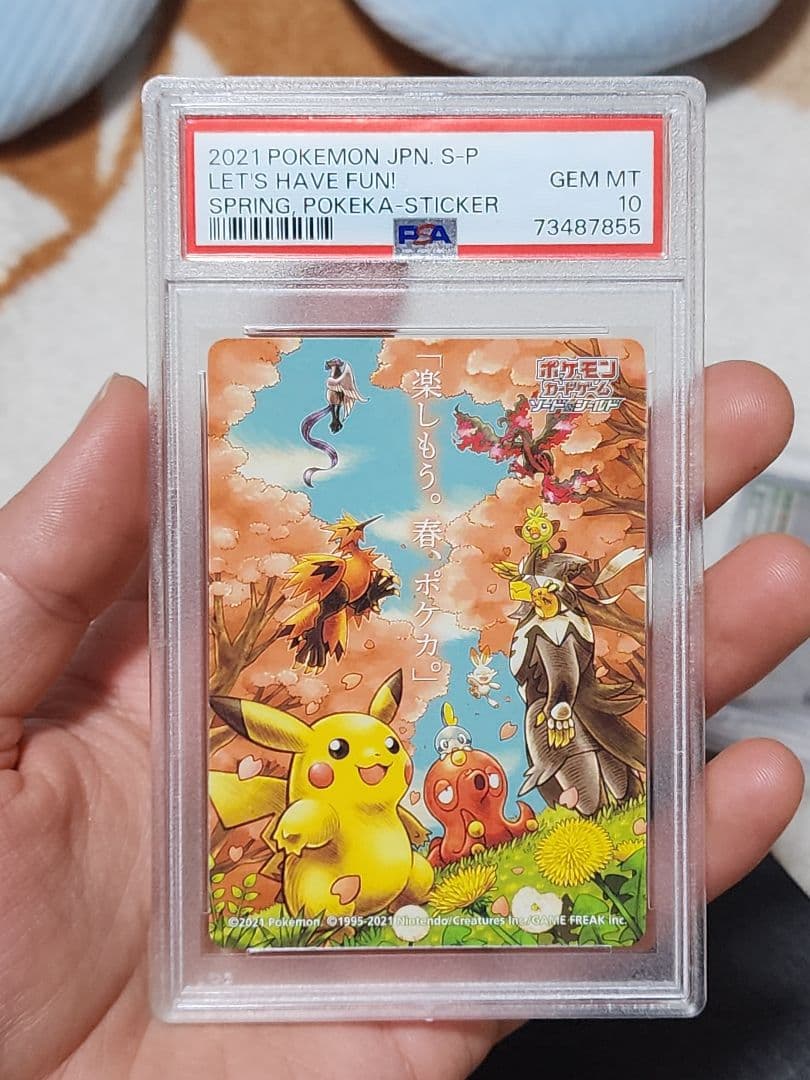 2021 POKEMON JPN. S-P
LET'S HAVE FUN!
GEM MT
SPRING, POKEKA-STICKER
10
PSA
73487855
ポケモン
カードゲーム
ソード&シールド
「楽しもう。春、ポケカ。」
©2021 Pokémon. ©1995-2021 Nintendo/Creatures Inc./GAME FREAK inc.